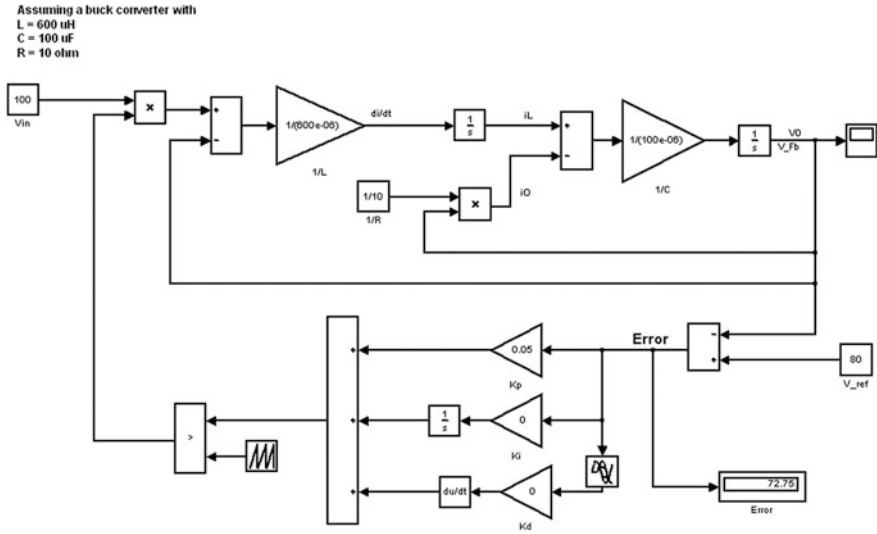 Assuming a buck converter with
L = 600 uH
C = 100 uF
R = 10 ohm
100
Vin
×
+
−
1/(600e-06)
1/L
di/dt
1
s
iL
+
−
1/(100e-06)
1/C
1
s
V0
V_Fb
1/10
1/R
×
iO
Error
−
+
80
V_ref
0.05
Kp
+
+
+
1
s
0
Ki
>
du/dt
0
Kd
72.75
Error